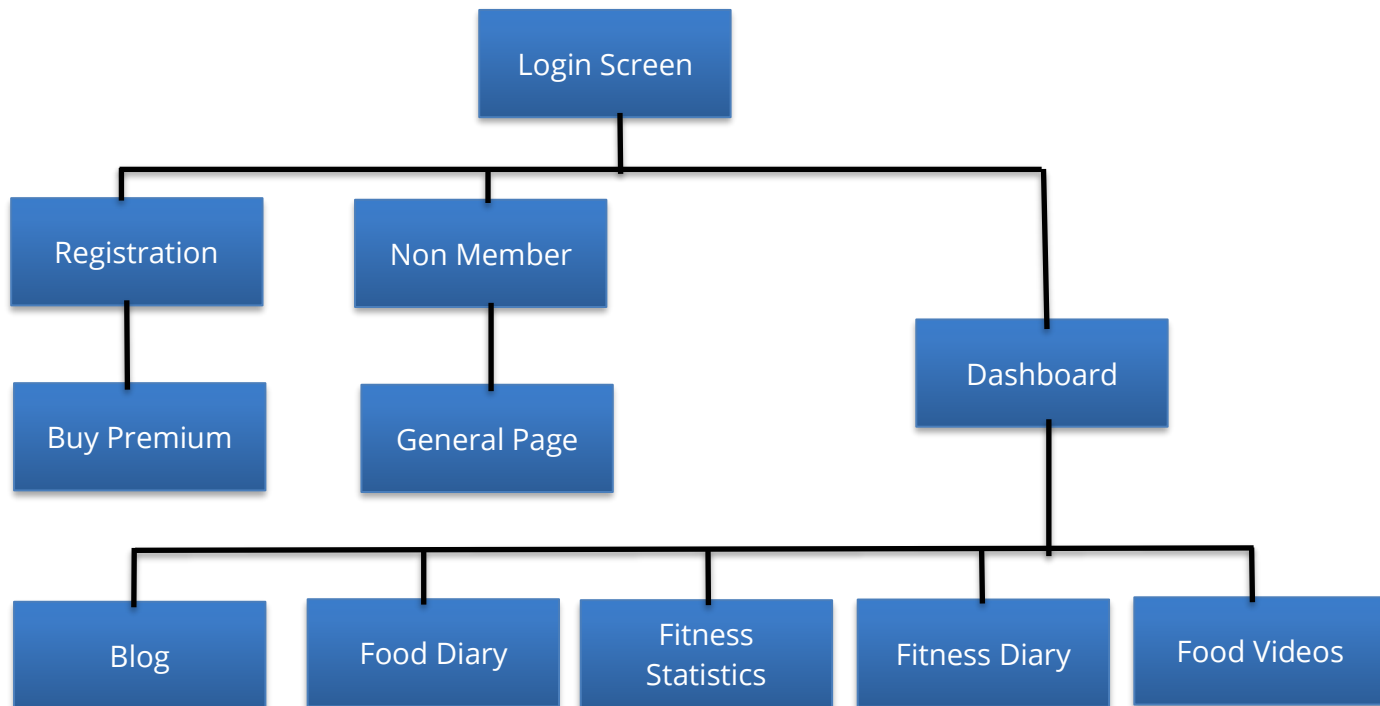 Login Screen
Registration
Non Member
Dashboard
Buy Premium
General Page
Blog
Food Diary
Fitness
Statistics
Fitness Diary
Food Videos